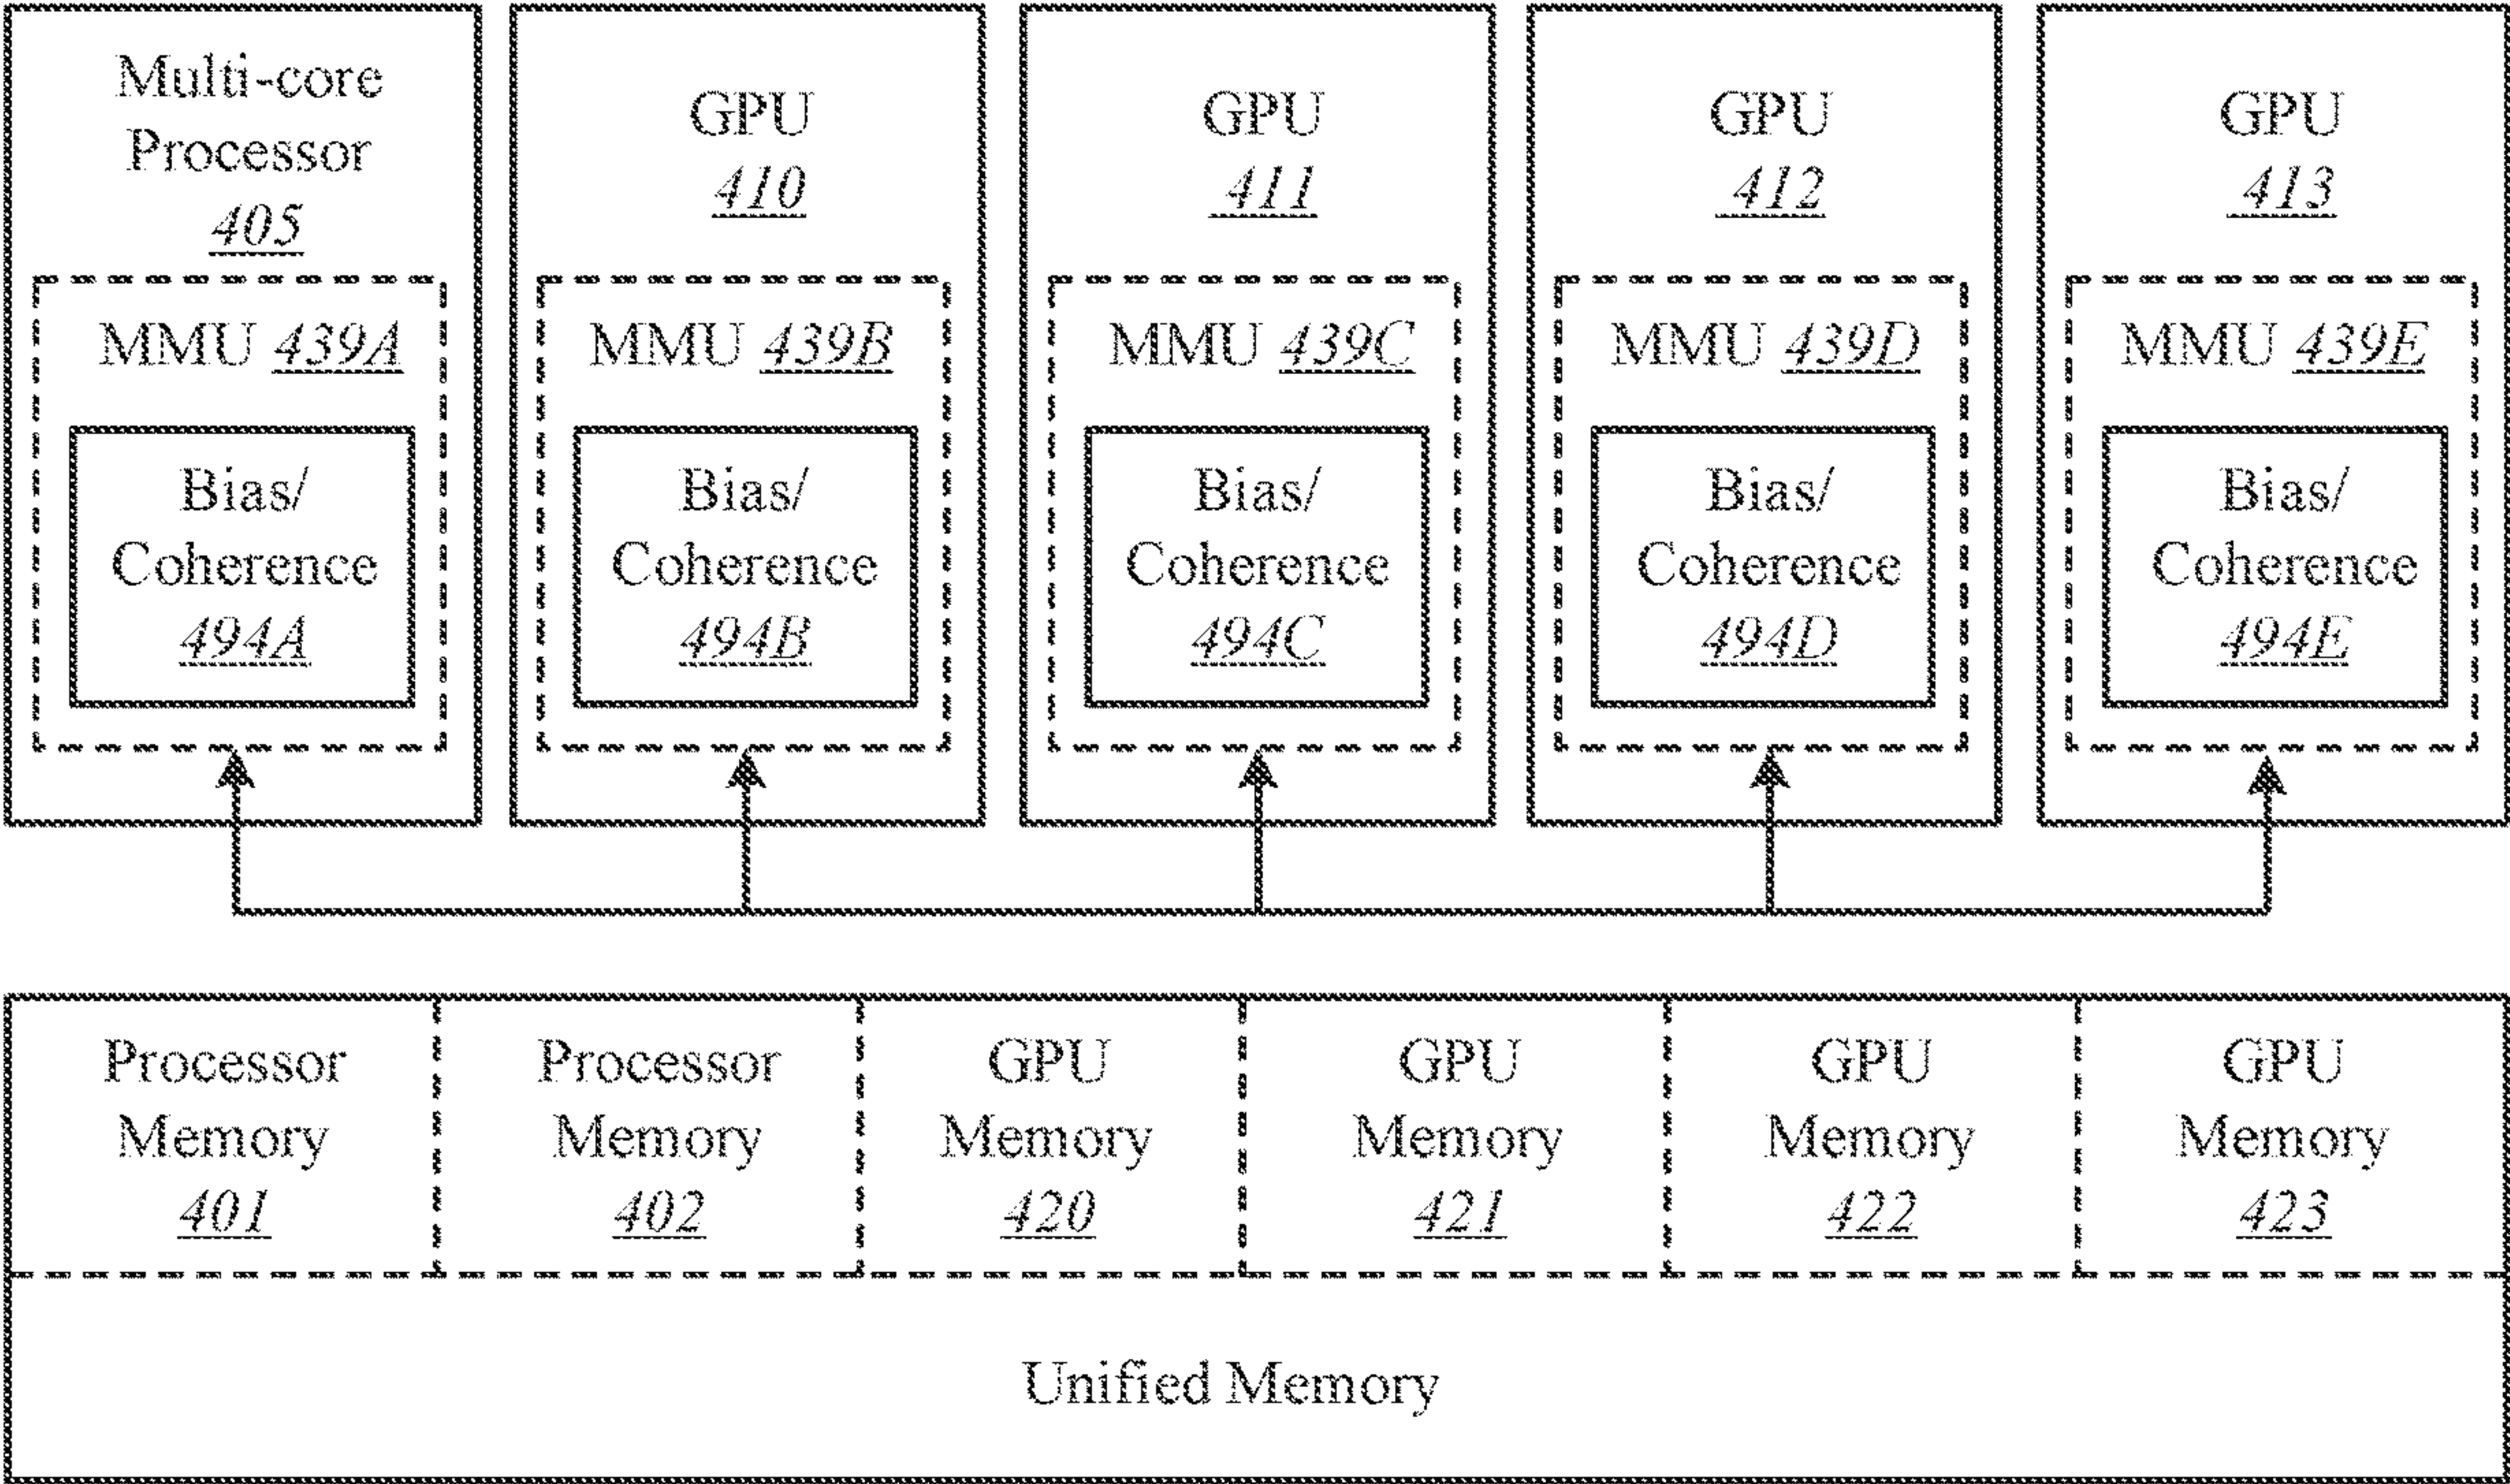 Multi-core
Processor
405
MMU 439A
Bias/
Coherence
494A
GPU
410
MMU 439B
Bias/
Coherence
494B
GPU
411
MMU 439C
Bias/
Coherence
494C
GPU
412
MMU 439D
Bias/
Coherence
494D
GPU
413
MMU 439E
Bias/
Coherence
494E
Processor
Memory
401
Processor
Memory
402
GPU
Memory
420
GPU
Memory
421
GPU
Memory
422
GPU
Memory
423
Unified Memory